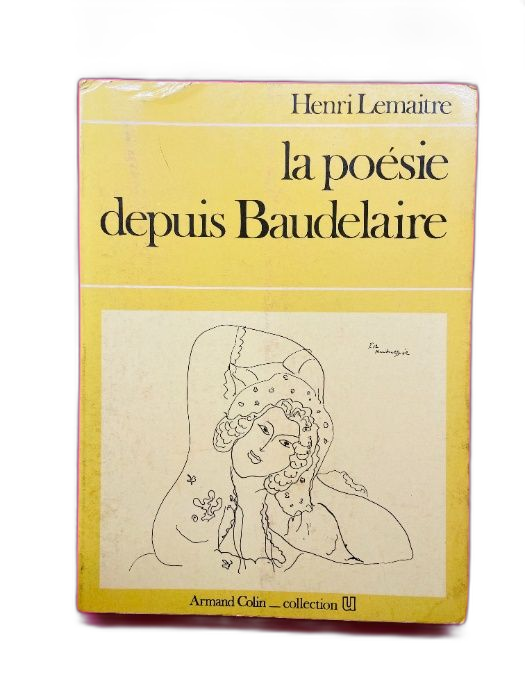 Henri Lemaitre
la poésie
depuis Baudelaire
Armand Colin — collection U